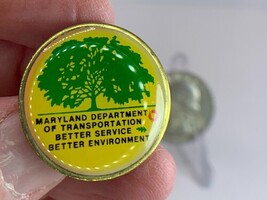 MARYLAND DEPARTMENT
OF TRANSPORTATION
BETTER SERVICE
BETTER ENVIRONMENT